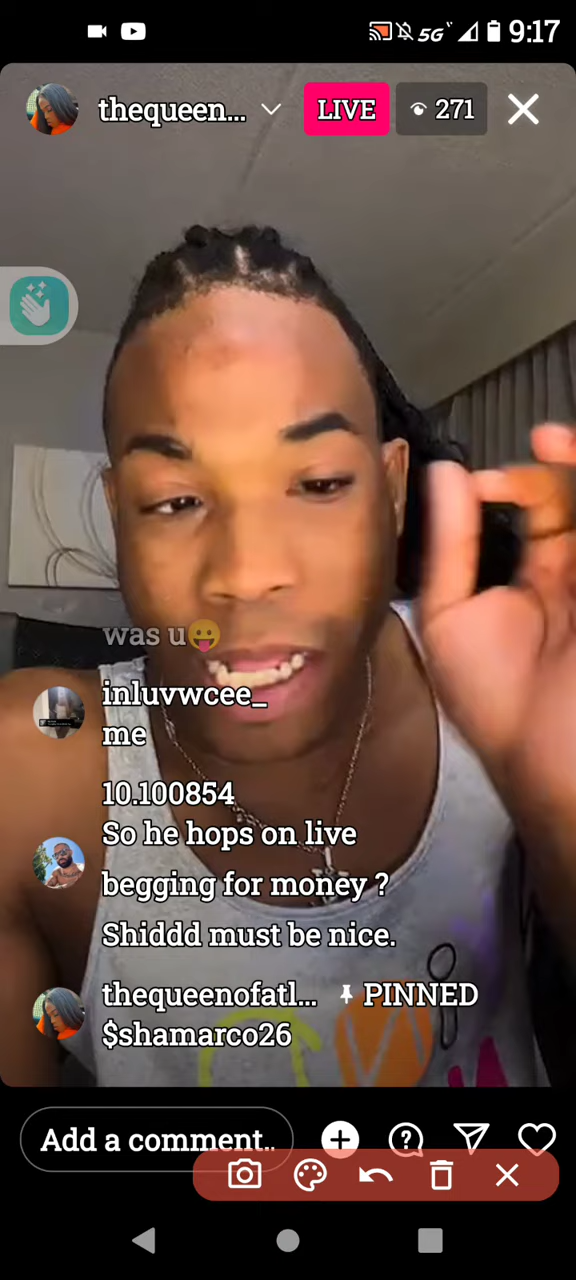 5G 9:17
thequeen... LIVE 271
was u😛
inluvwcee_
me
10.100854
So he hops on live
begging for money ?
Shiddd must be nice.
thequeenofatl... PINNED
$shamarco26
Add a comment..